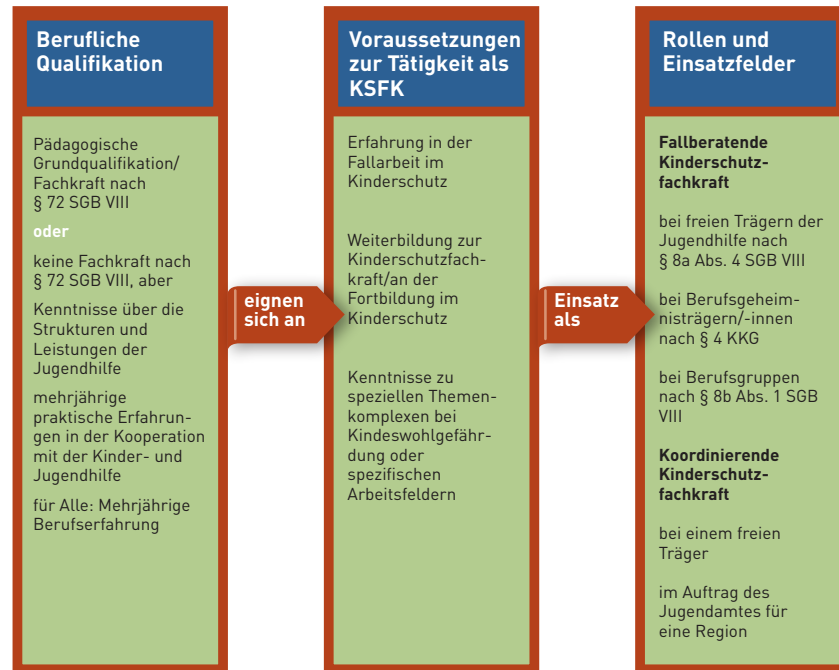 Berufliche
Qualifikation
Pädagogische
Grundqualifikation/
Fachkraft nach
§ 72 SGB VIII
oder
keine Fachkraft nach
§ 72 SGB VIII, aber
Kenntnisse über die
Strukturen und
Leistungen der
Jugendhilfe
mehrjährige
praktische Erfahrun-
gen in der Kooperation
mit der Kinder- und
Jugendhilfe
für Alle: Mehrjährige
Berufserfahrung
eignen
sich an
Voraussetzungen
zur Tätigkeit als
KSFK
Erfahrung in der
Fallarbeit im
Kinderschutz
Weiterbildung zur
Kinderschutzfach-
kraft/an der
Fortbildung im
Kinderschutz
Kenntnisse zu
speziellen Themen-
komplexen bei
Kindeswohlgefähr-
dung oder
spezifischen
Arbeitsfeldern
Einsatz
als
Rollen und
Einsatzfelder
Fallberatende
Kinderschutz-
fachkraft
bei freien Trägern der
Jugendhilfe nach
§ 8a Abs. 4 SGB VIII
bei Berufsgeheim-
nisträgern/-innen
nach § 4 KKG
bei Berufsgruppen
nach § 8b Abs. 1 SGB
VIII
Koordinierende
Kinderschutz-
fachkraft
bei einem freien
Träger
im Auftrag des
Jugendamtes für
eine Region